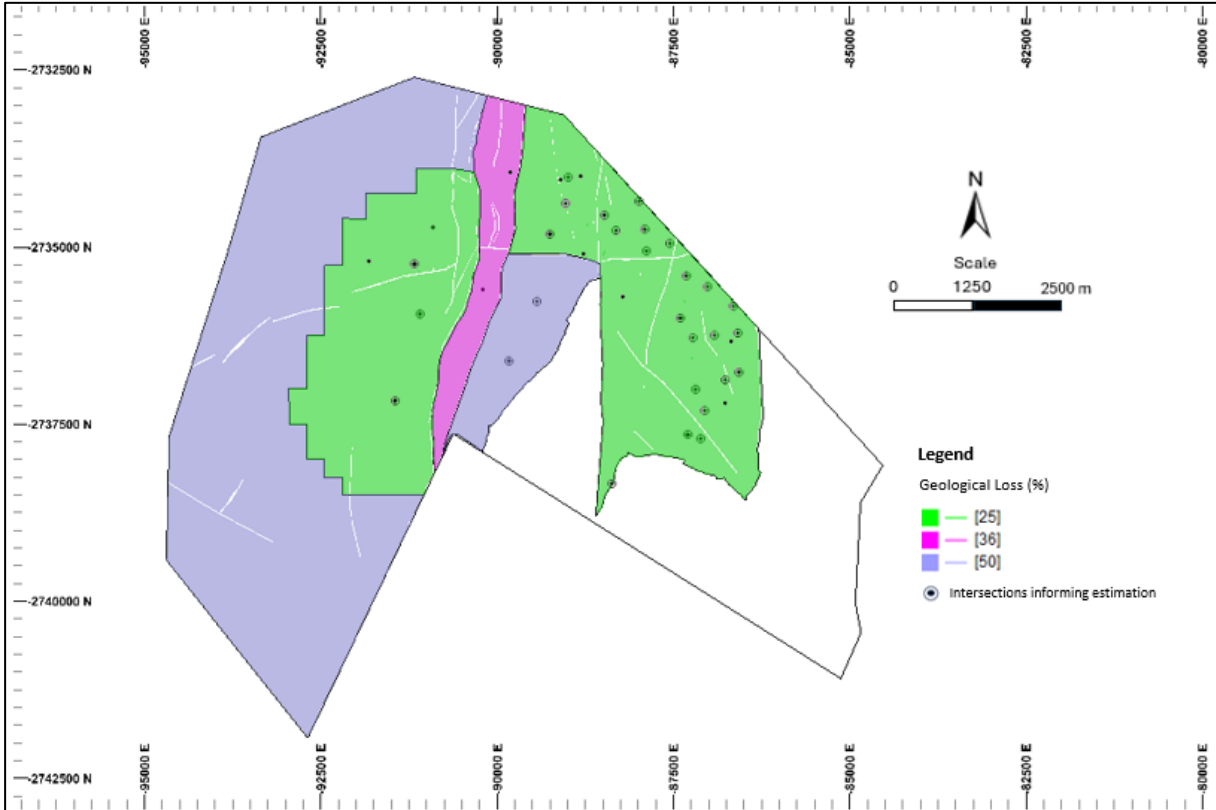 -95000 E
-92500 E
-90000 E
-87500 E
-85000 E
-82500 E
-80000 E
-2732500 N
-2735000 N
-2737500 N
-2740000 N
-2742500 N
N
Scale
0 1250 2500 m
Legend
Geological Loss (%)
[25]
[36]
[50]
Intersections informing estimation
-95000 E
-92500 E
-90000 E
-87500 E
-85000 E
-82500 E
-80000 E